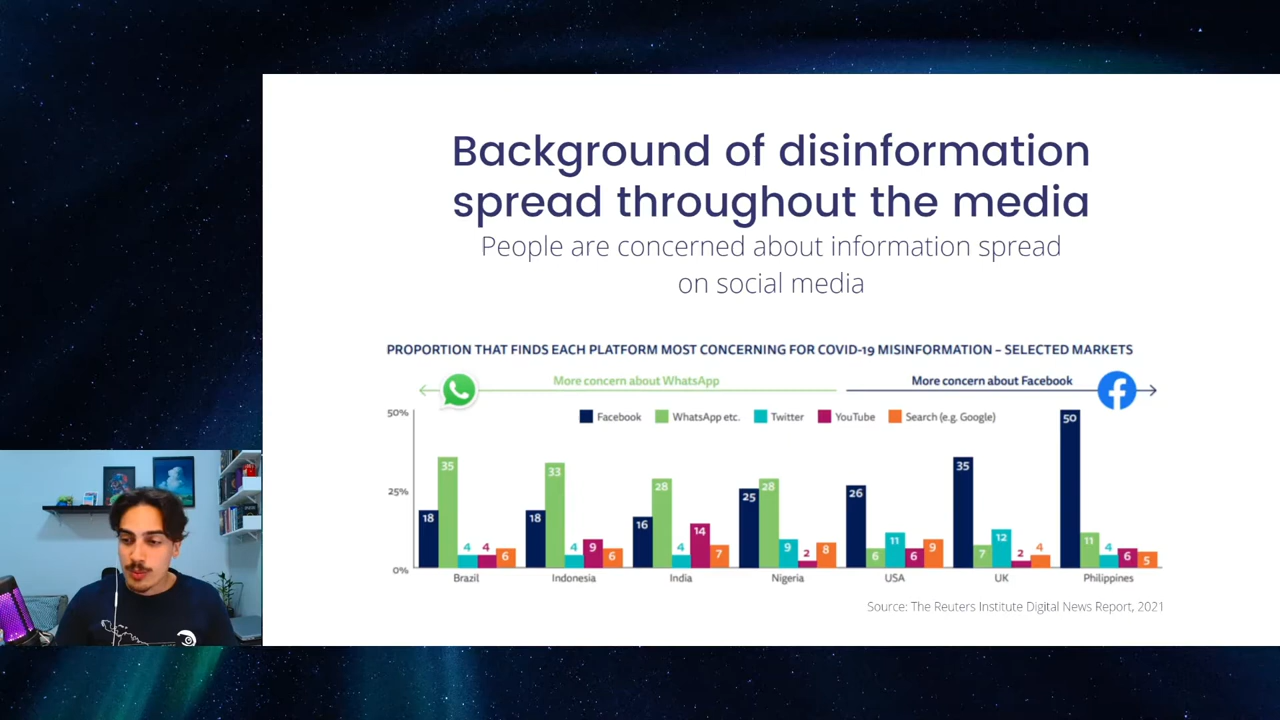 Background of disinformation
spread throughout the media
People are concerned about information spread
on social media
PROPORTION THAT FINDS EACH PLATFORM MOST CONCERNING FOR COVID-19 MISINFORMATION – SELECTED MARKETS
More concern about WhatsApp More concern about Facebook
50% Facebook WhatsApp etc. Twitter YouTube Search (e.g. Google) 50
35 33 35
25% 18 18 16 28 14 25 28 26
4 4 6 4 9 6 4 7 9 2 8 6 11 6 9 7 12 2 4 11 4 6 5
0%
Brazil Indonesia India Nigeria USA UK Philippines
Source: The Reuters Institute Digital News Report, 2021